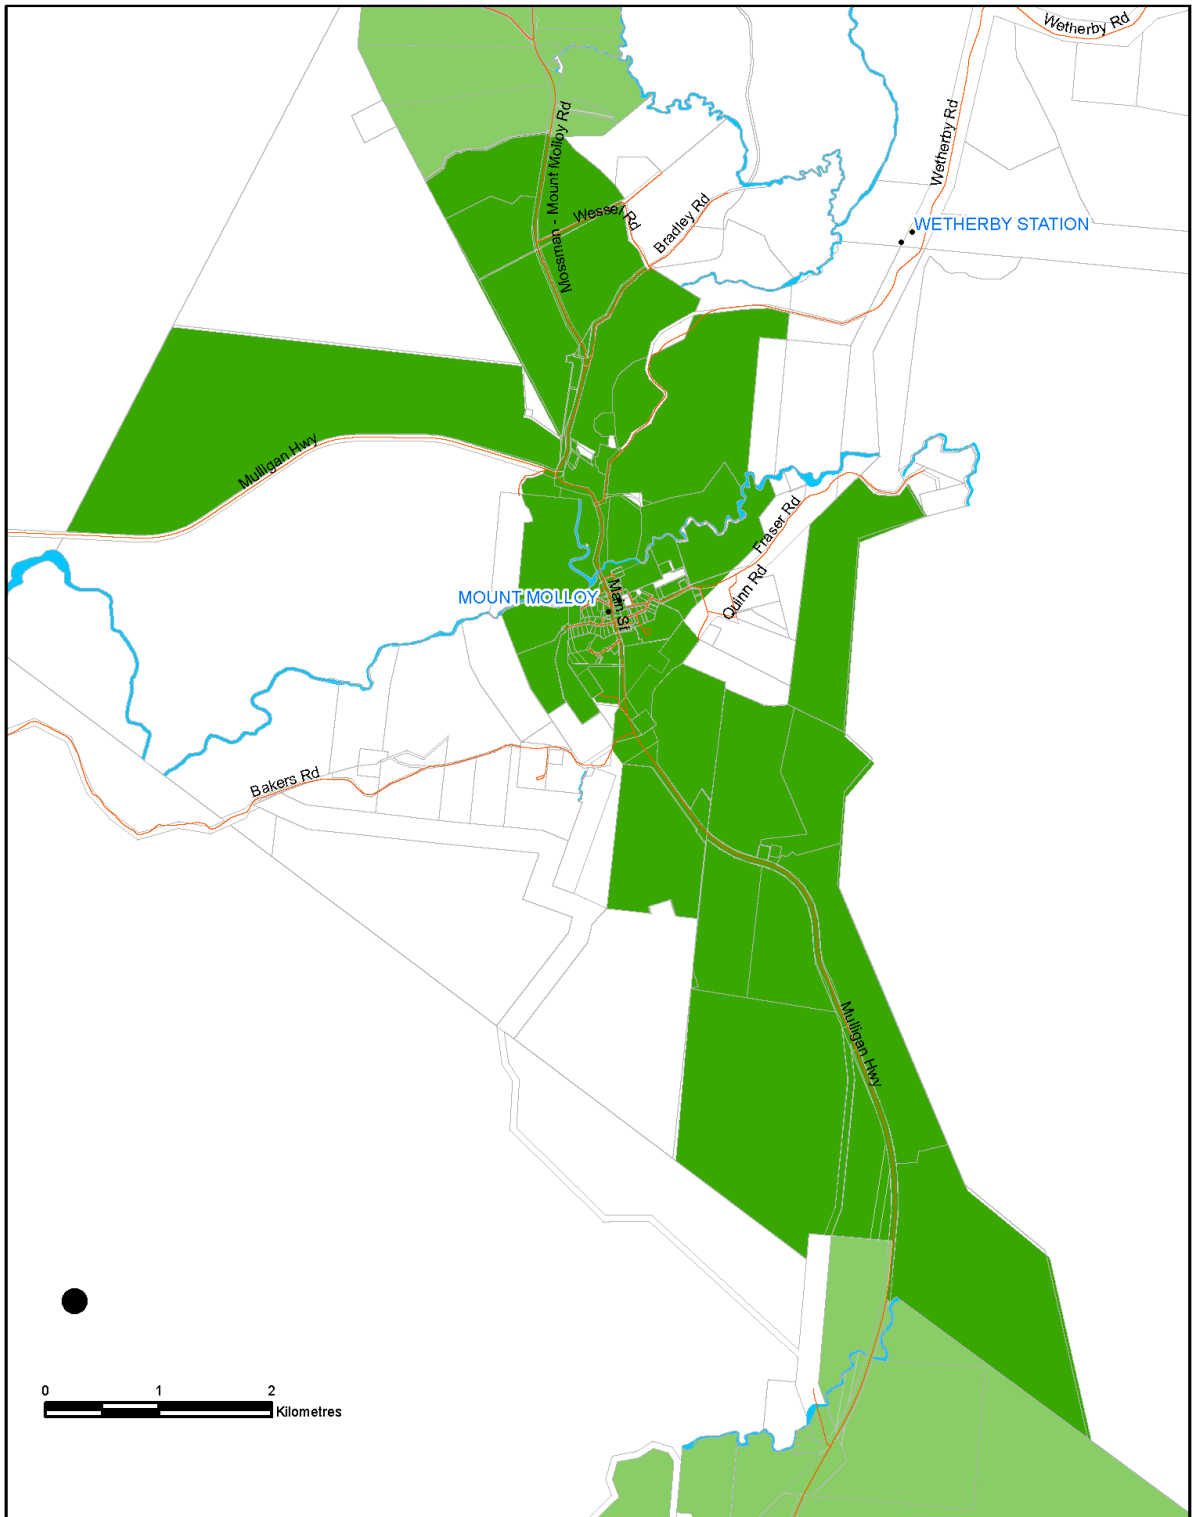 Wetherby Rd
Mossman - Mount Molloy Rd
Wetherby Rd
Wessel Rd
Bradley Rd
WETHERBY STATION
Mulligan Hwy
Fraser Rd
Quinn Rd
MOUNT MOLLOY
Main St
Bakers Rd
Mulligan Hwy
0 1 2
Kilometres